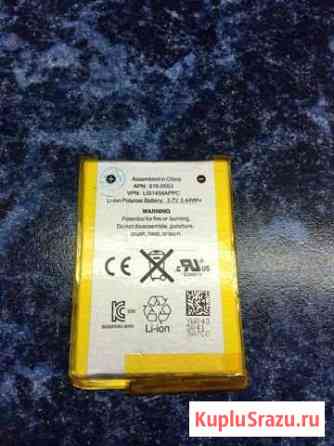 Assembled in China
APN: 616-0553
VPN: LIS1458APPC
Li-ion Polymer Battery 3.7V 3.44Whr
WARNING
Potential for fire or burning.
Do not disassemble, puncture,
crush, heat, or burn.
Li-ion
KupluSrazu.ru